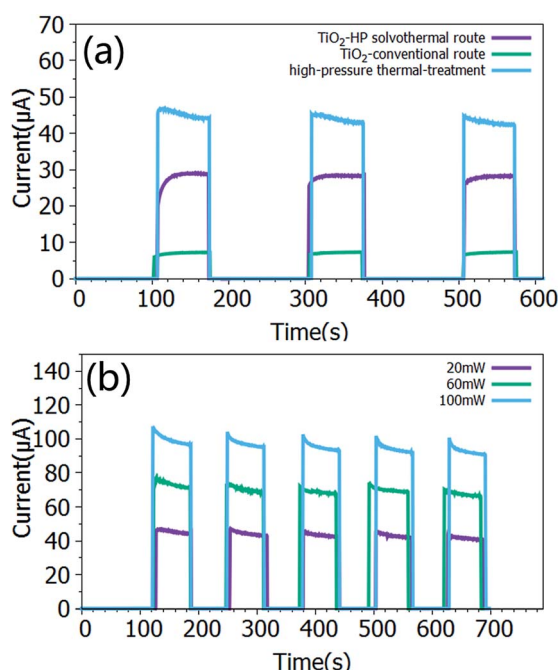 (a)
TiO₂-HP solvothermal route
TiO₂-conventional route
high-pressure thermal-treatment
Current(μA)
70
60
50
40
30
20
10
0
0 100 200 300 400 500 600
Time(s)
(b)
20mW
60mW
100mW
Current(μA)
140
120
100
80
60
40
20
0
0 100 200 300 400 500 600 700
Time(s)